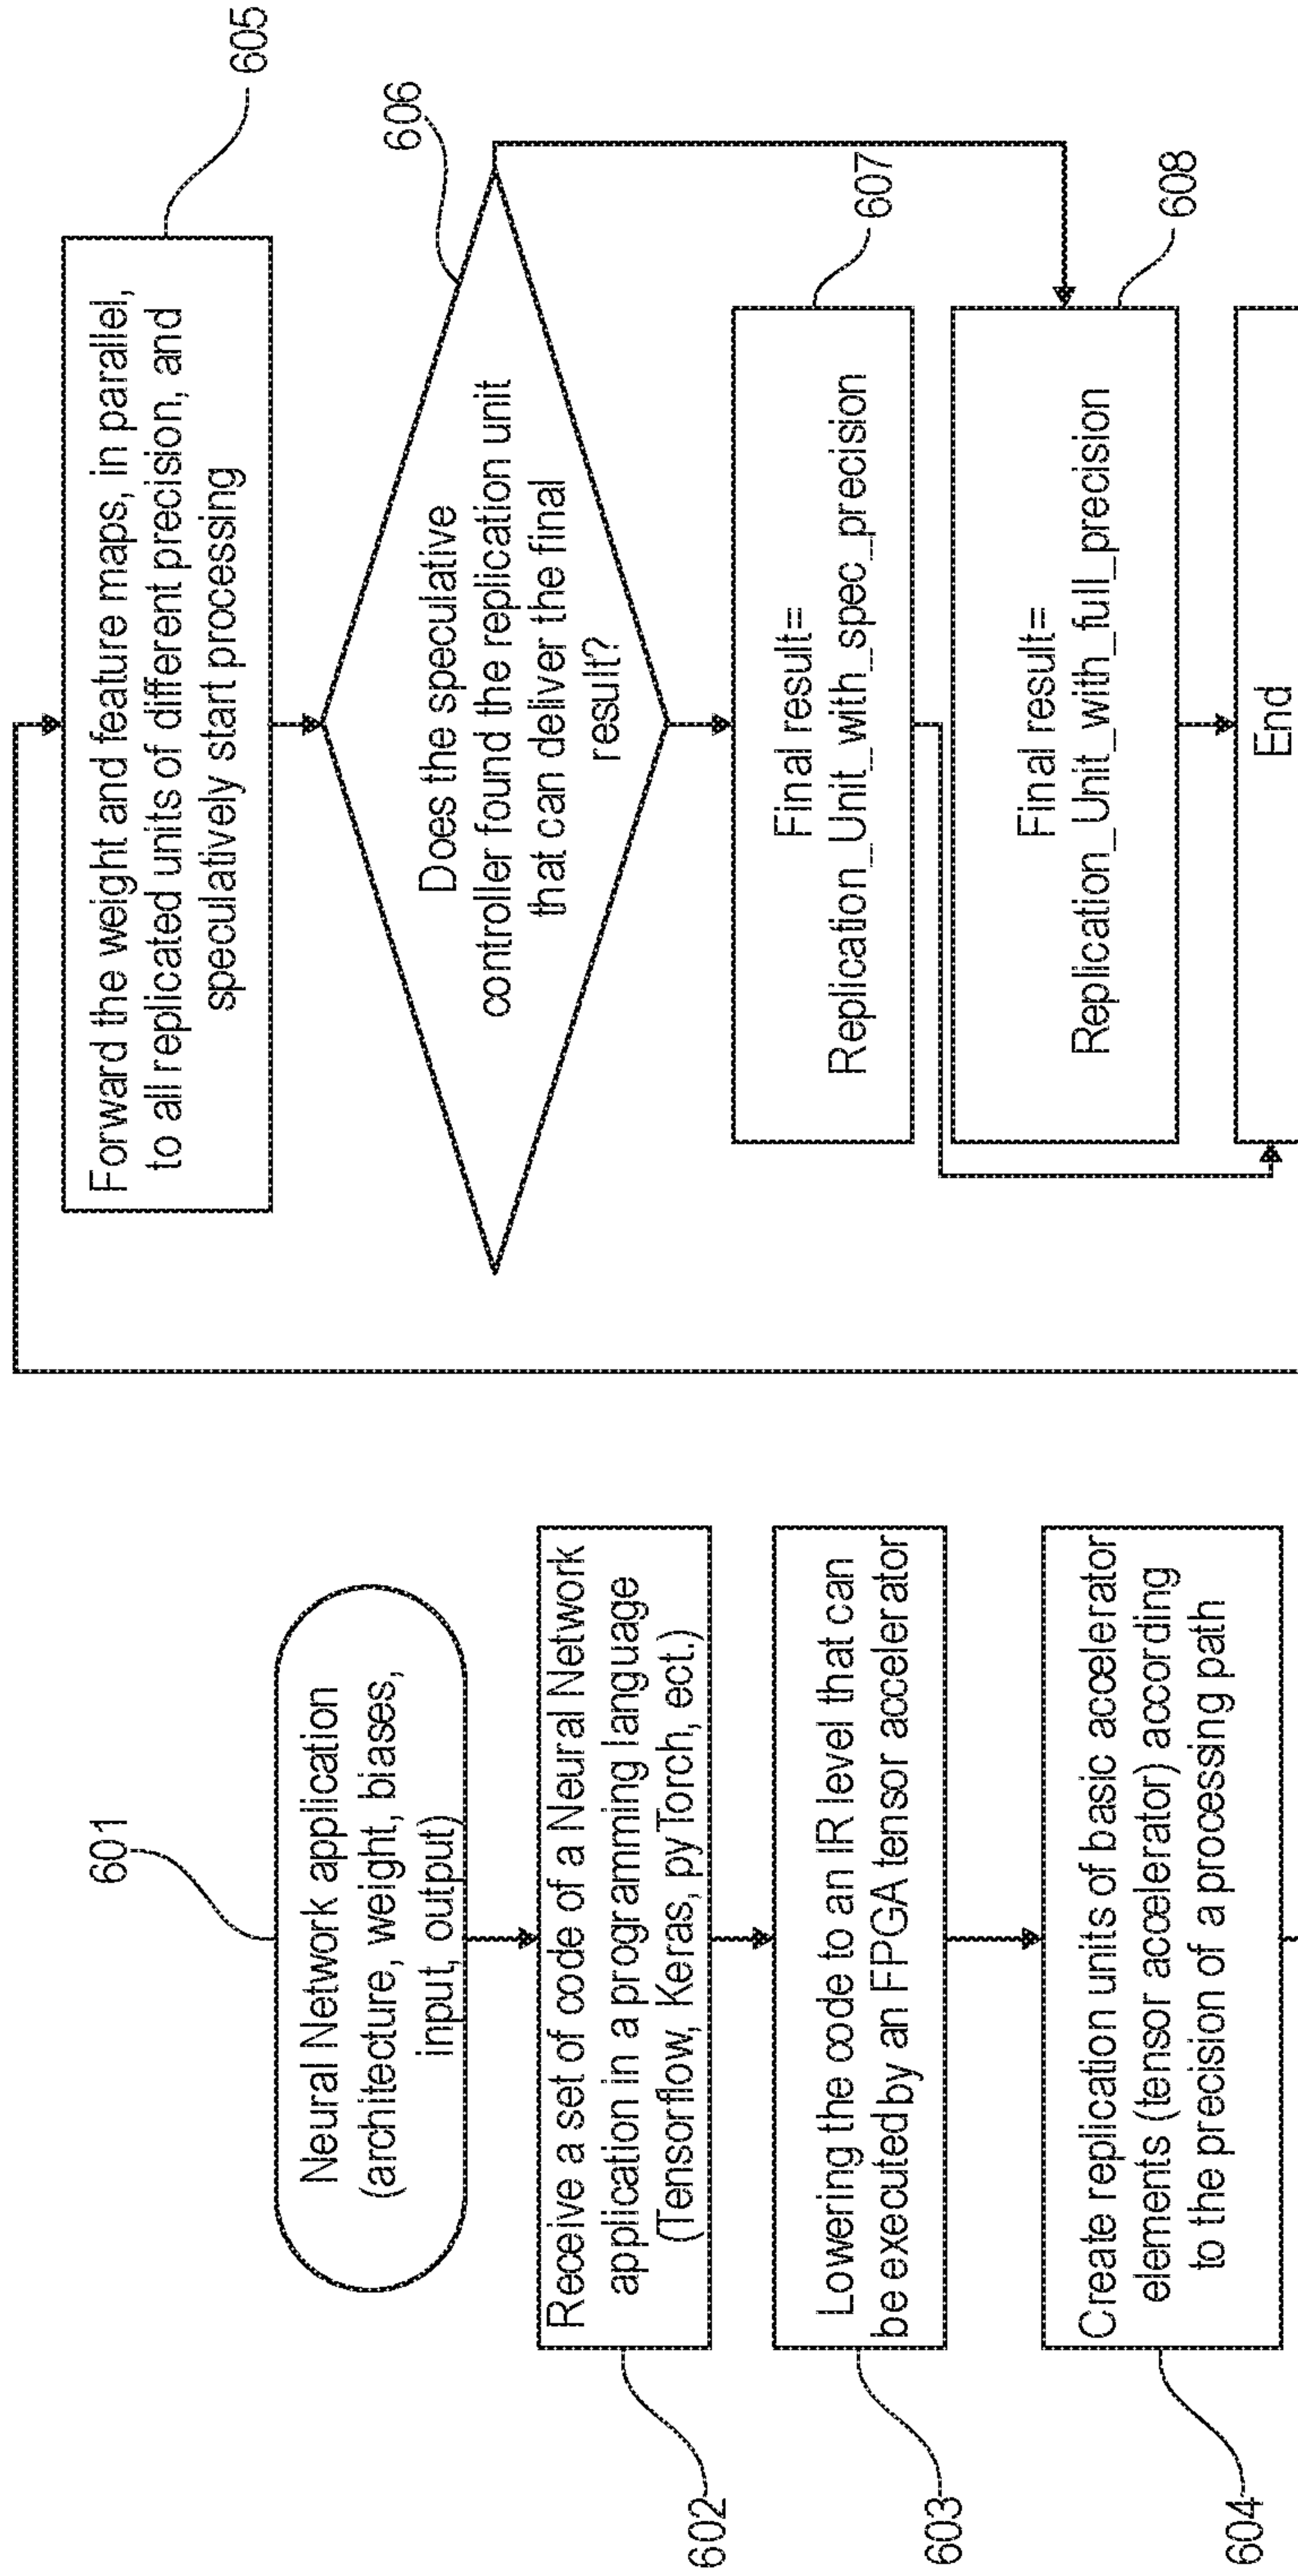 601
Neural Network application
(architecture, weight, biases,
input, output)
602
Receive a set of code of a Neural Network
application in a programming language
(Tensorflow, Keras, pyTorch, ect.)
603
Lowering the code to an IR level that can
be executed by an FPGA tensor accelerator
604
Create replication units of basic accelerator
elements (tensor accelerator) according
to the precision of a processing path
605
Forward the weight and feature maps, in parallel,
to all replicated units of different precision, and
speculatively start processing
606
Does the speculative
controller found the replication unit
that can deliver the final
result?
607
Final result=
Replication_Unit_with_spec_precision
608
Final result=
Replication_Unit_with_full_precision
End